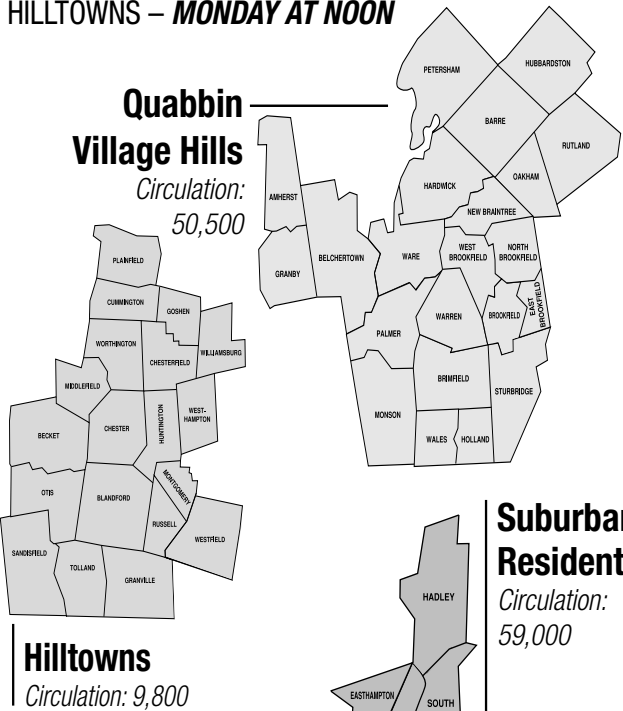 HILLTOWNS – MONDAY AT NOON
Quabbin
Village Hills
Circulation:
50,500
PETERSHAM
HUBBARDSTON
BARRE
RUTLAND
OAKHAM
HARDWICK
NEW BRAINTREE
AMHERST
GRANBY
BELCHERTOWN
WARE
WEST
BROOKFIELD
NORTH
BROOKFIELD
EAST
BROOKFIELD
BROOKFIELD
WARREN
PALMER
BRIMFIELD
STURBRIDGE
MONSON
WALES
HOLLAND
PLAINFIELD
CUMMINGTON
GOSHEN
WORTHINGTON
CHESTERFIELD
WILLIAMSBURG
MIDDLEFIELD
BECKET
CHESTER
HUNTINGTON
WEST-
HAMPTON
OTIS
BLANDFORD
MONTGOMERY
RUSSELL
WESTFIELD
SANDISFIELD
TOLLAND
GRANVILLE
Hilltowns
Circulation: 9,800
Suburban
Resident
Circulation:
59,000
HADLEY
EASTHAMPTON
SOUTH